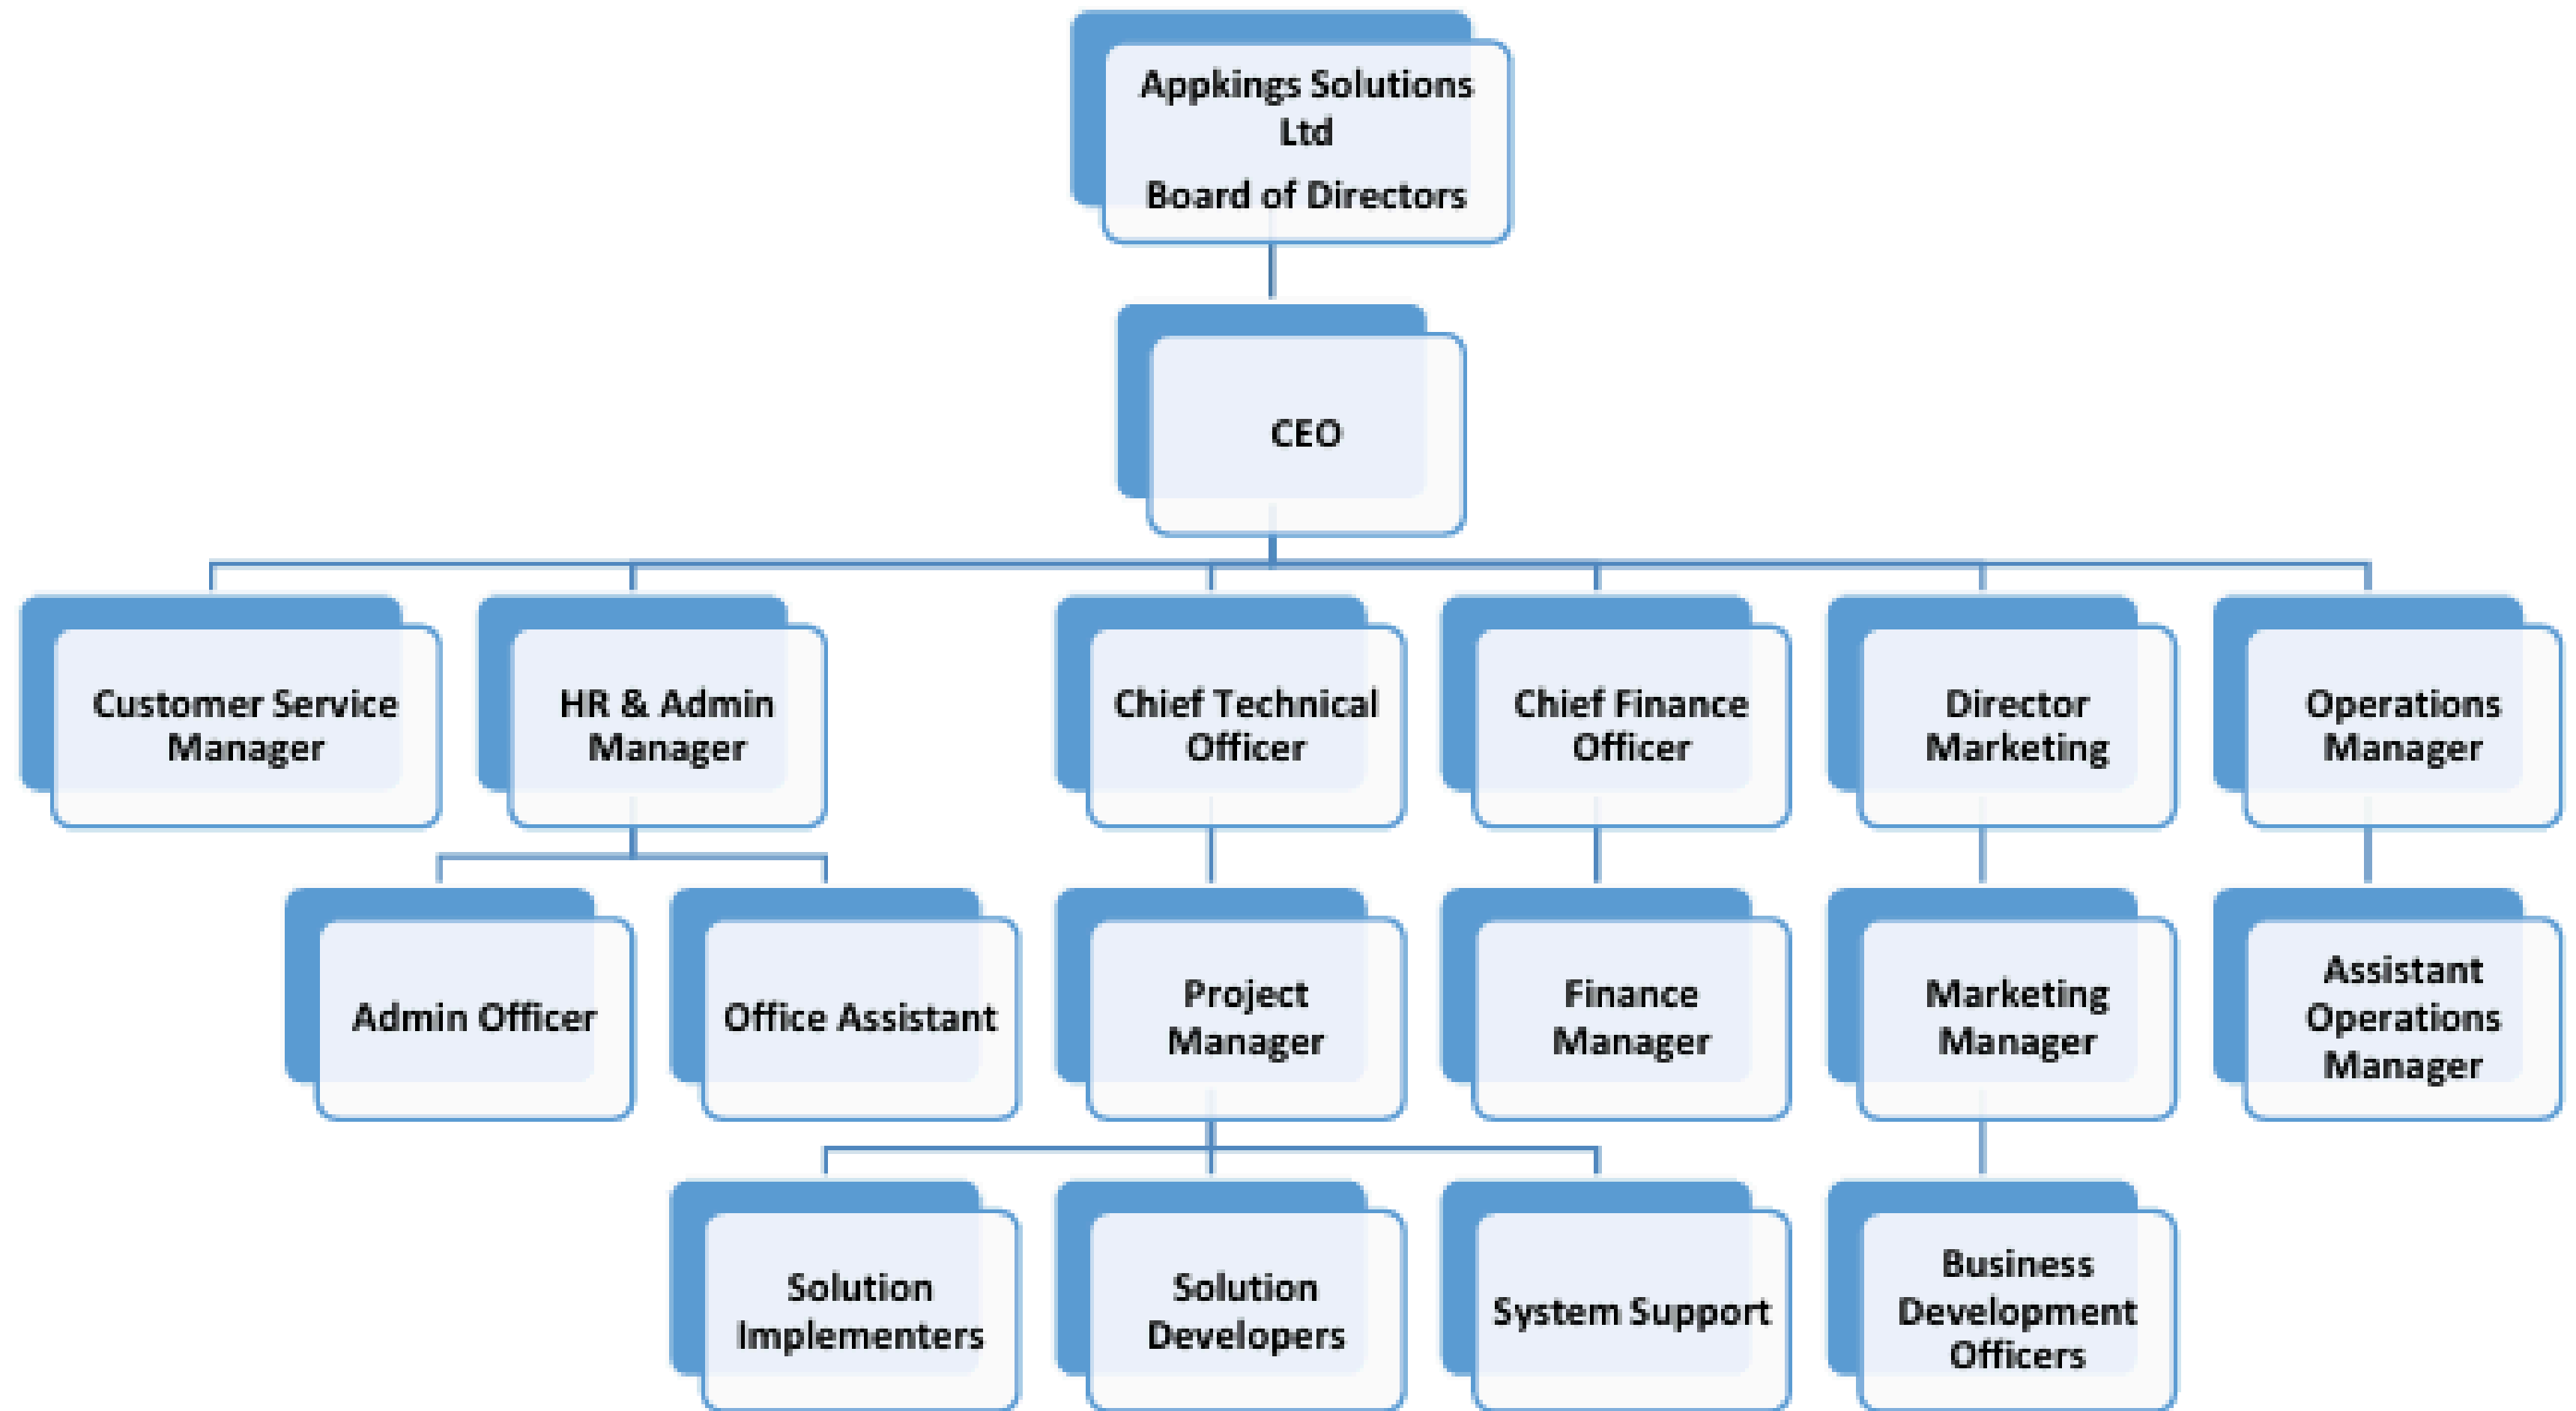 Appkings Solutions
Ltd
Board of Directors
CEO
Customer Service
Manager
HR & Admin
Manager
Chief Technical
Officer
Chief Finance
Officer
Director
Marketing
Operations
Manager
Admin Officer
Office Assistant
Project
Manager
Finance
Manager
Marketing
Manager
Assistant
Operations
Manager
Solution
Implementers
Solution
Developers
System Support
Business
Development
Officers